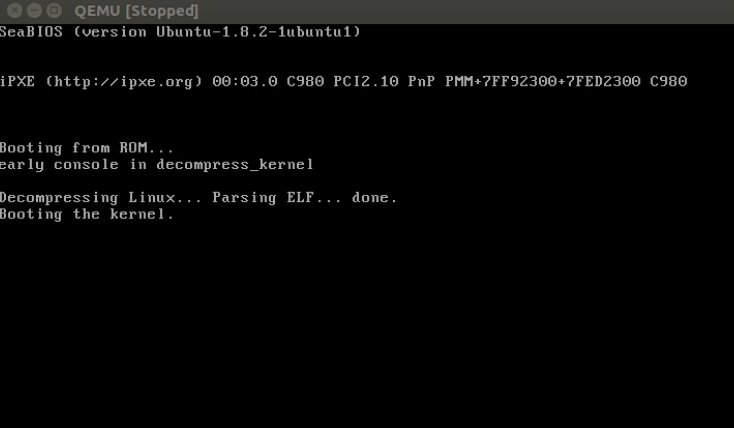 QEMU [Stopped]
SeaBIOS (version Ubuntu-1.8.2-1ubuntu1)
iPXE (http://ipxe.org) 00:03.0 C980 PCI2.10 PnP PMM+7FF92300+7FED2300 C980
Booting from ROM...
early console in decompress_kernel
Decompressing Linux... Parsing ELF... done.
Booting the kernel.